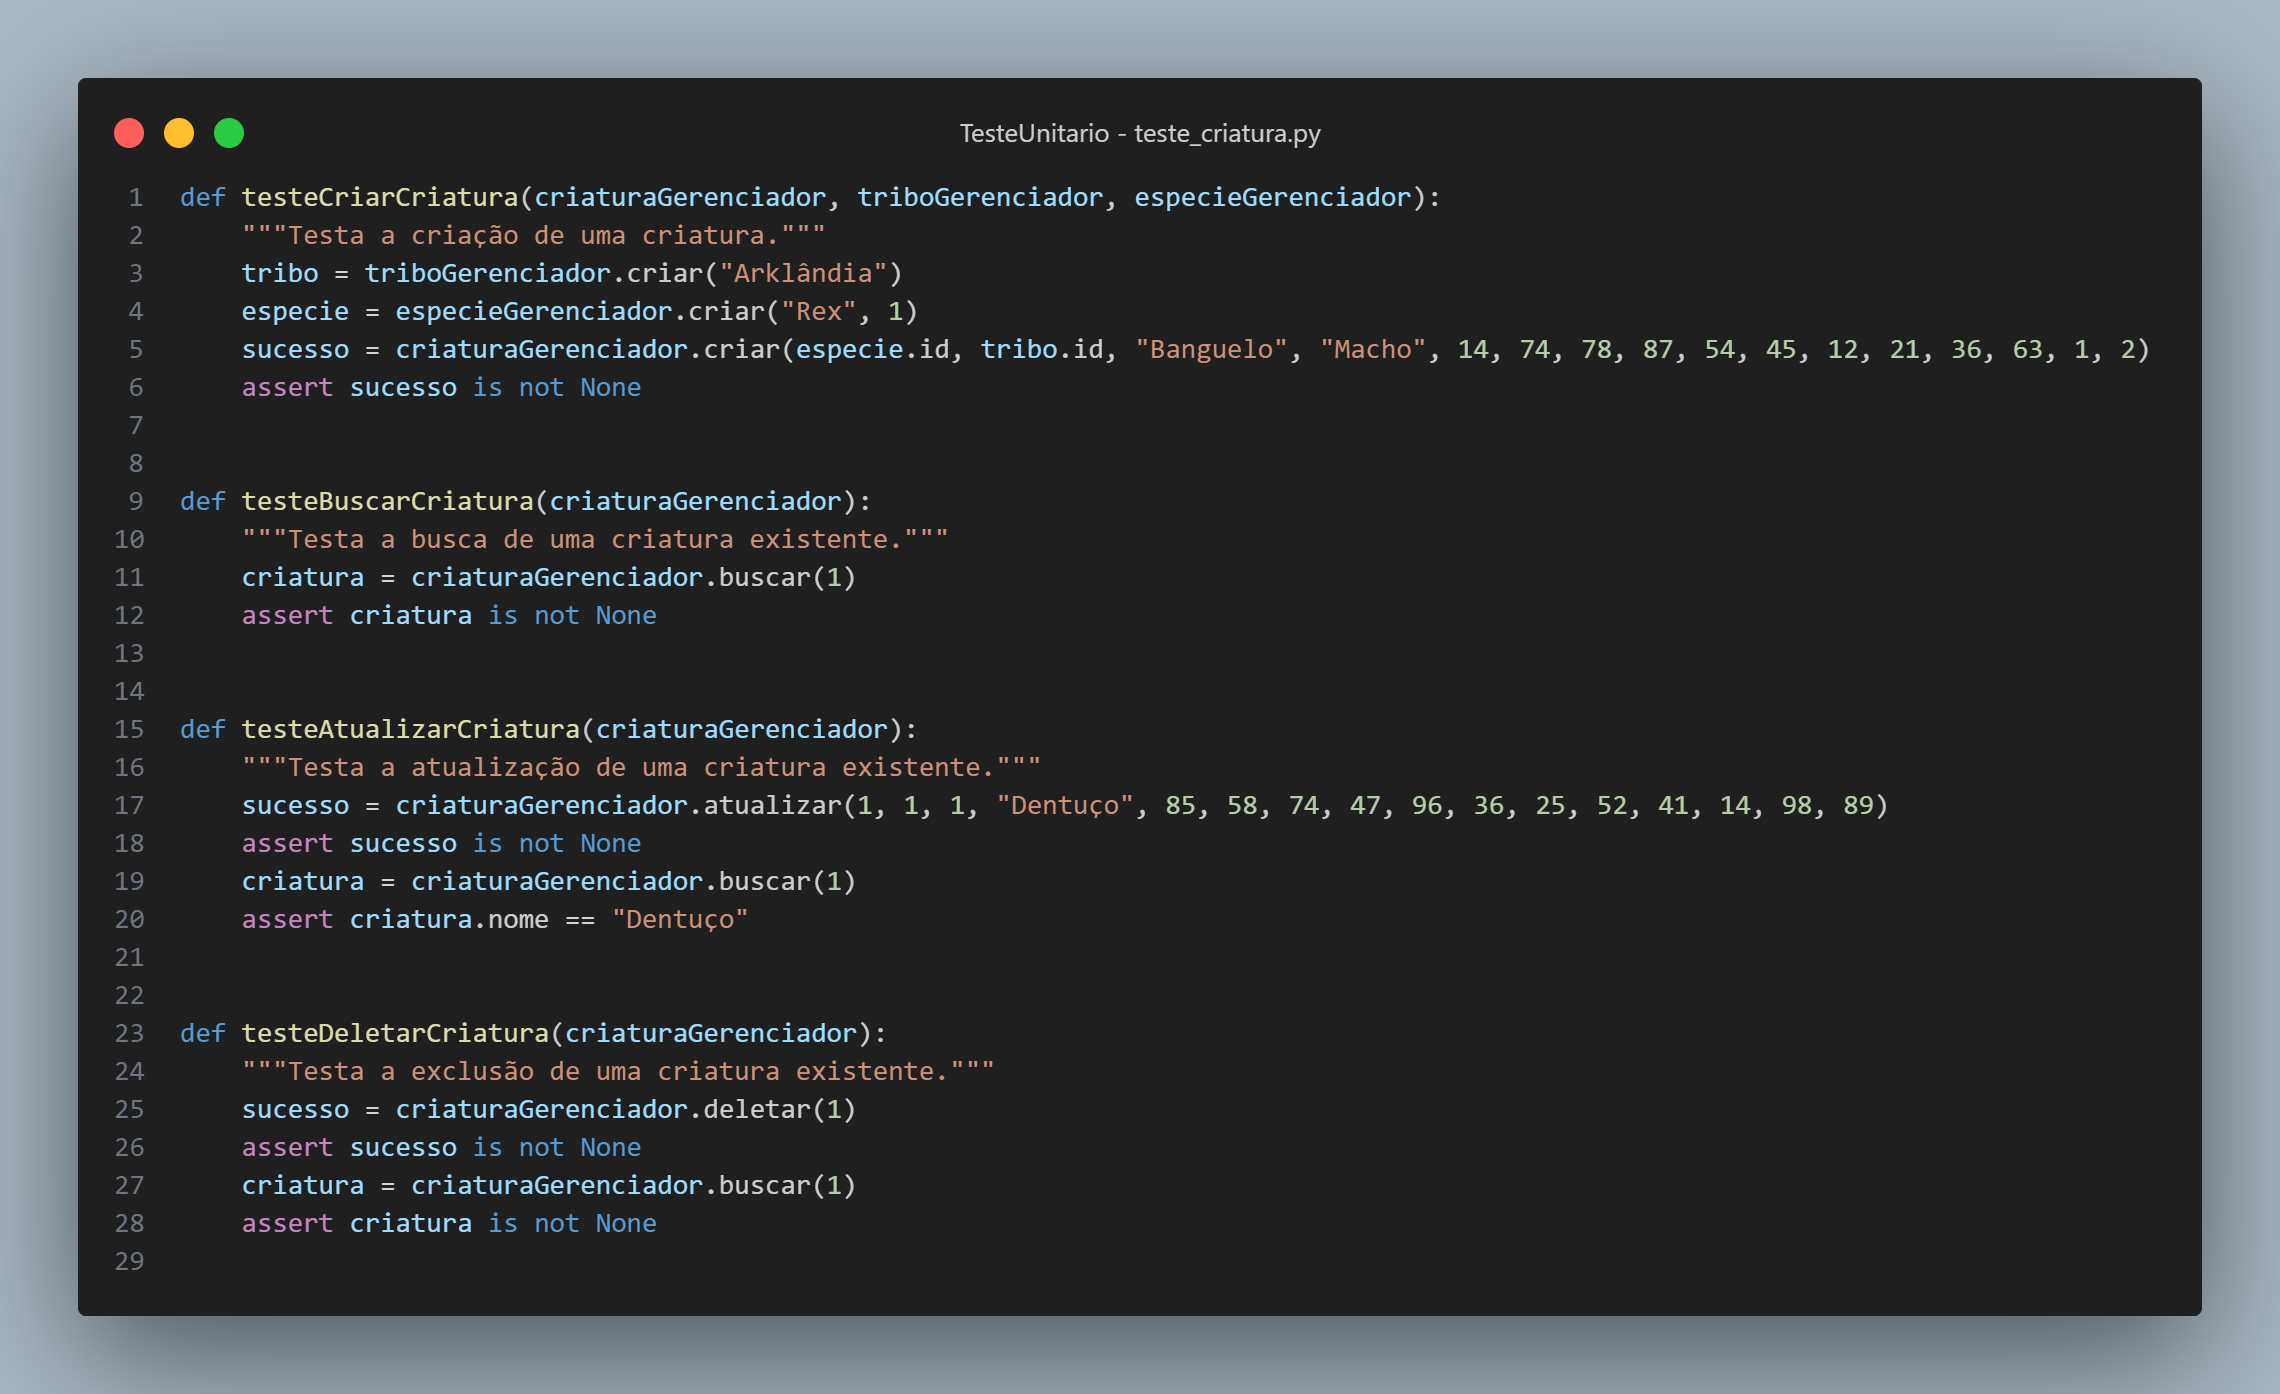 TesteUnitario - teste_criatura.py
1 def testeCriarCriatura(criaturaGerenciador, triboGerenciador, especieGerenciador):
2     """Testa a criação de uma criatura."""
3     tribo = triboGerenciador.criar("Arklândia")
4     especie = especieGerenciador.criar("Rex", 1)
5     sucesso = criaturaGerenciador.criar(especie.id, tribo.id, "Banguelo", "Macho", 14, 74, 78, 87, 54, 45, 12, 21, 36, 63, 1, 2)
6     assert sucesso is not None
7
8
9 def testeBuscarCriatura(criaturaGerenciador):
10     """Testa a busca de uma criatura existente."""
11     criatura = criaturaGerenciador.buscar(1)
12     assert criatura is not None
13
14
15 def testeAtualizarCriatura(criaturaGerenciador):
16     """Testa a atualização de uma criatura existente."""
17     sucesso = criaturaGerenciador.atualizar(1, 1, 1, "Dentuço", 85, 58, 74, 47, 96, 36, 25, 52, 41, 14, 98, 89)
18     assert sucesso is not None
19     criatura = criaturaGerenciador.buscar(1)
20     assert criatura.nome == "Dentuço"
21
22
23 def testeDeletarCriatura(criaturaGerenciador):
24     """Testa a exclusão de uma criatura existente."""
25     sucesso = criaturaGerenciador.deletar(1)
26     assert sucesso is not None
27     criatura = criaturaGerenciador.buscar(1)
28     assert criatura is not None
29